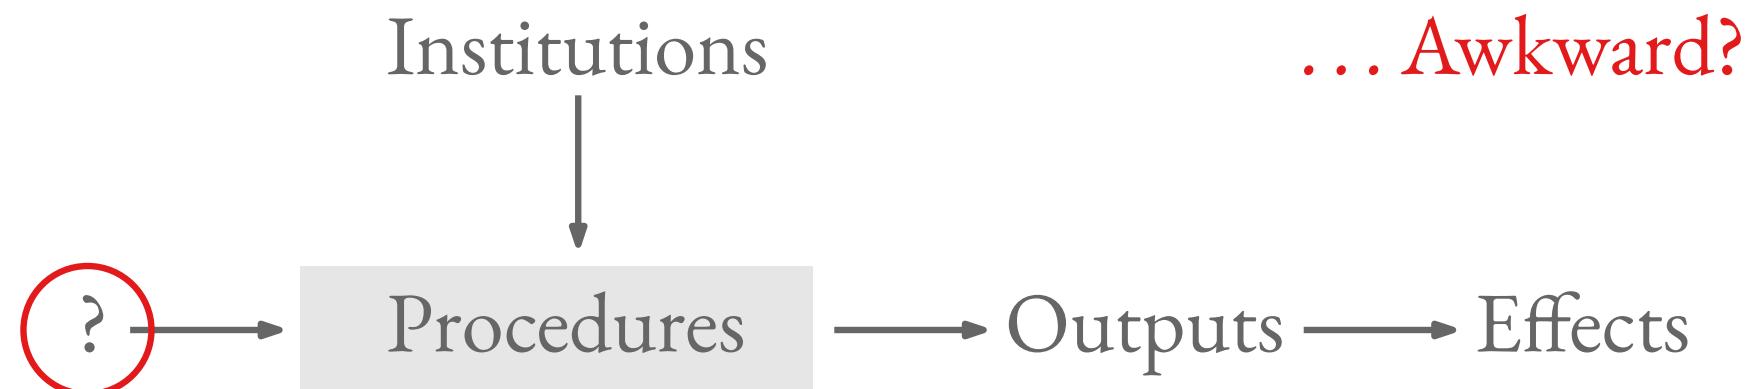 Institutions
. . . Awkward?
?
Procedures
Outputs
Effects